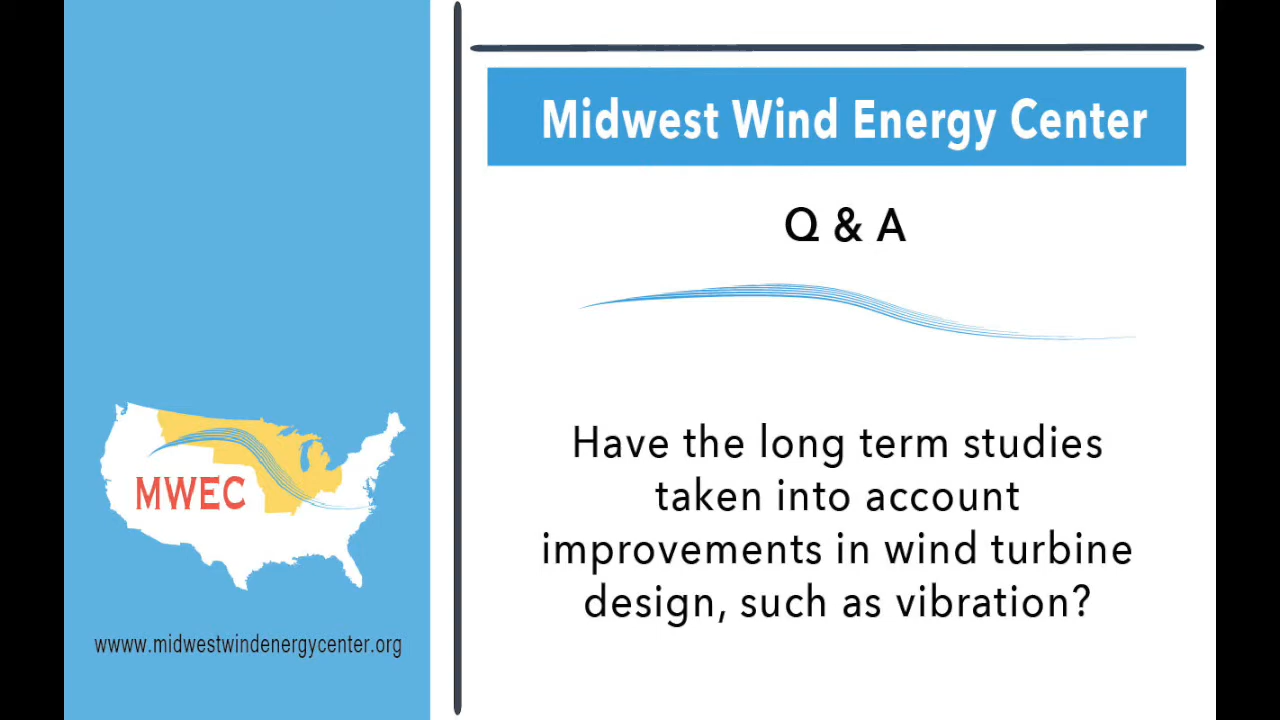 Midwest Wind Energy Center
Q & A
Have the long term studies
taken into account
improvements in wind turbine
design, such as vibration?
MWEC
www.midwestwindenergycenter.org